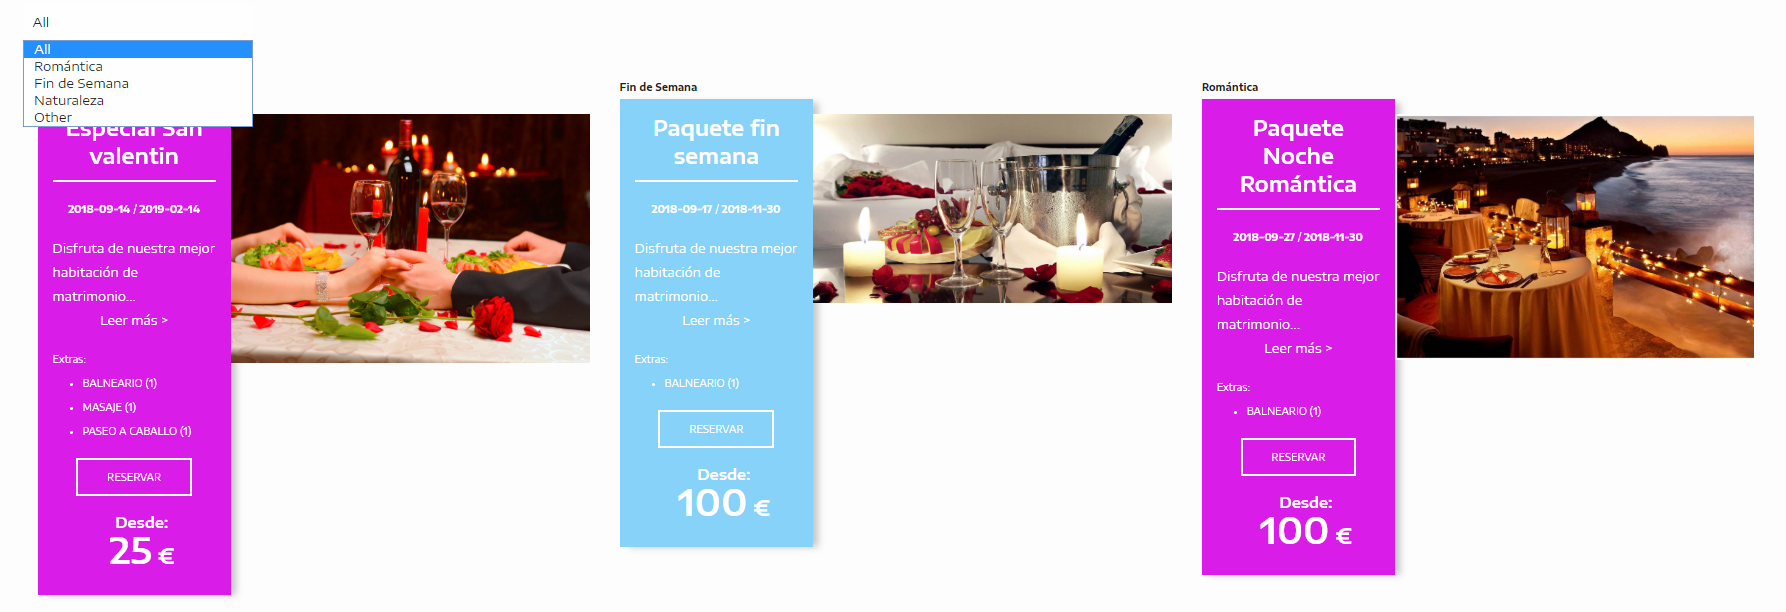 All
All
Romántica
Fin de Semana
Naturaleza
Other
Especial San
valentin
2018-09-14 / 2019-02-14
Disfruta de nuestra mejor
habitación de
matrimonio...
Leer más >
Extras:
BALNEARIO (1)
MASAJE (1)
PASEO A CABALLO (1)
RESERVAR
Desde:
25 €
Fin de Semana
Paquete fin
semana
2018-09-17 / 2018-11-30
Disfruta de nuestra mejor
habitación de
matrimonio...
Leer más >
Extras:
BALNEARIO (1)
RESERVAR
Desde:
100 €
Romántica
Paquete
Noche
Romántica
2018-09-27 / 2018-11-30
Disfruta de nuestra mejor
habitación de
matrimonio...
Leer más >
Extras:
BALNEARIO (1)
RESERVAR
Desde:
100 €